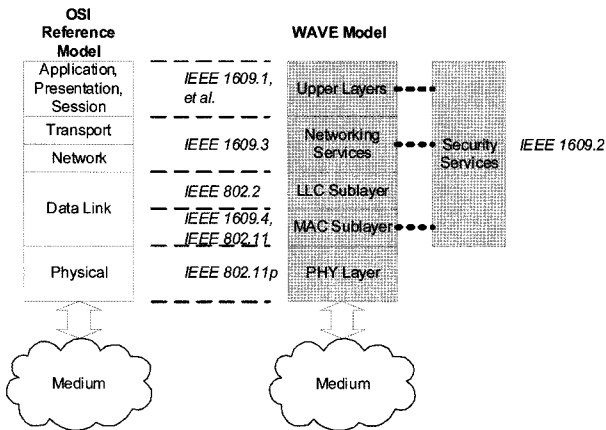 OSI
Reference
Model
Application,
Presentation,
Session
Transport
Network
Data Link
Physical
Medium
IEEE 1609.1,
et al.
IEEE 1609.3
IEEE 802.2
IEEE 1609.4,
IEEE 802.11
IEEE 802.11p
WAVE Model
Upper Layers
Networking
Services
LLC Sublayer
MAC Sublayer
PHY Layer
Medium
Security
Services
IEEE 1609.2